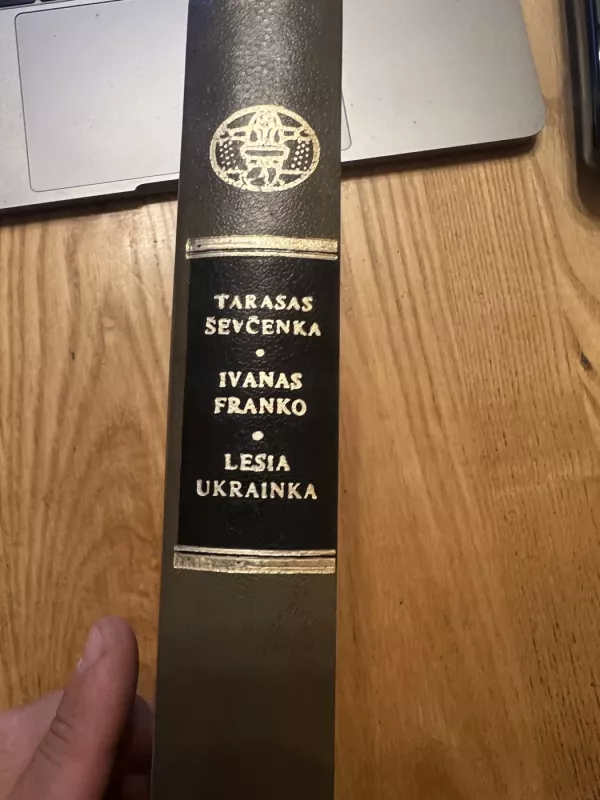 TARASAS
ŠEVČENKA
•
IVANAS
FRANKO
•
LESIA
UKRAINKA